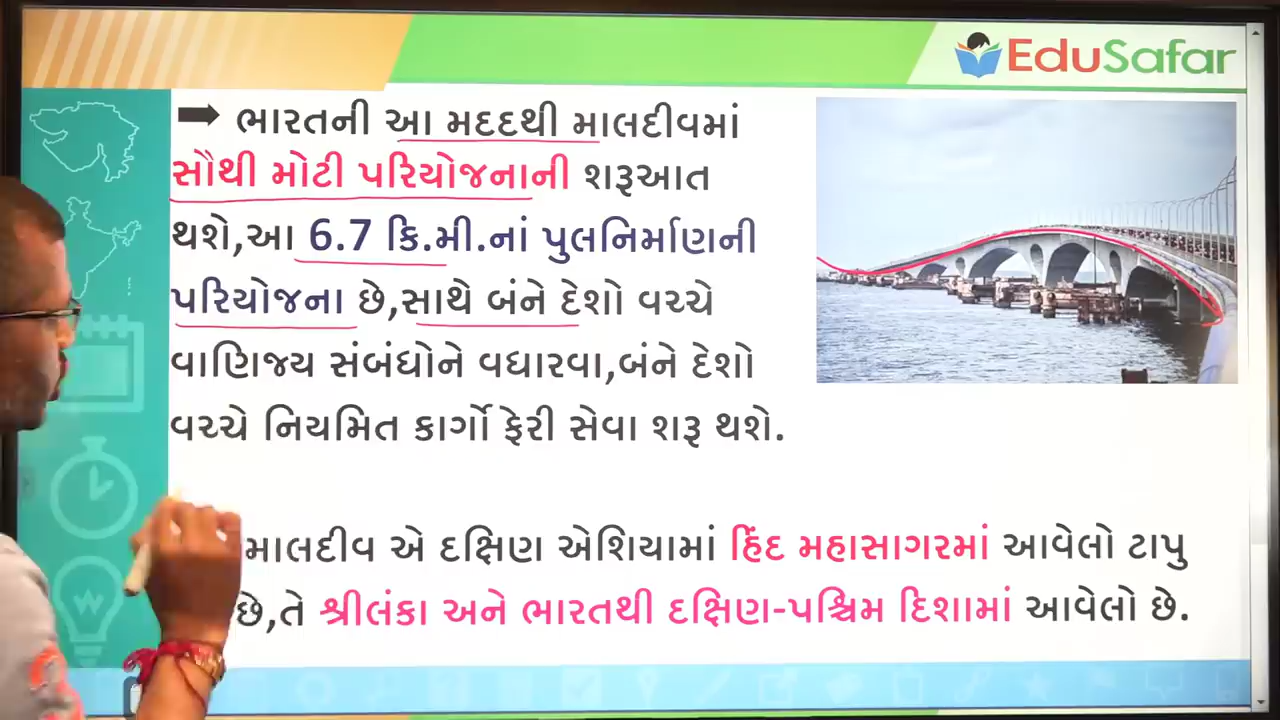 EduSafar
➡ ભારતની આ મદદથી માલદીવમાં
સૌથી મોટી પરિયોજનાની શરૂઆત
થશે,આ 6.7 કિ.મી.નાં પુલનિર્માણની
પરિયોજના છે,સાથે બંને દેશો વચ્ચે
વાણિજ્ય સંબંધોને વધારવા,બંને દેશો
વચ્ચે નિયમિત કાર્ગો ફેરી સેવા શરૂ થશે.
માલદીવ એ દક્ષિણ એશિયામાં હિંદ મહાસાગરમાં આવેલો ટાપુ
છે,તે શ્રીલંકા અને ભારતથી દક્ષિણ-પશ્ચિમ દિશામાં આવેલો છે.